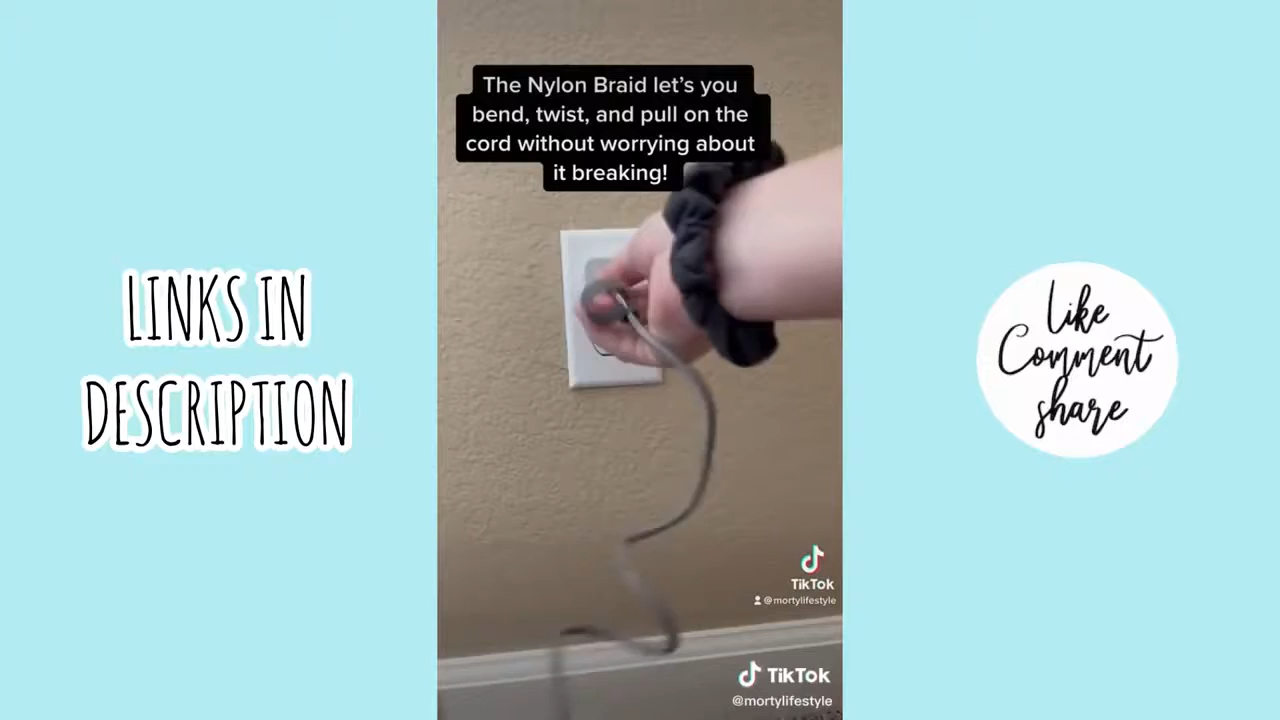 The Nylon Braid let's you
bend, twist, and pull on the
cord without worrying about
it breaking!
LINKS IN
DESCRIPTION
like
Comment
share
TikTok
@mortylifestyle
TikTok
@mortylifestyle